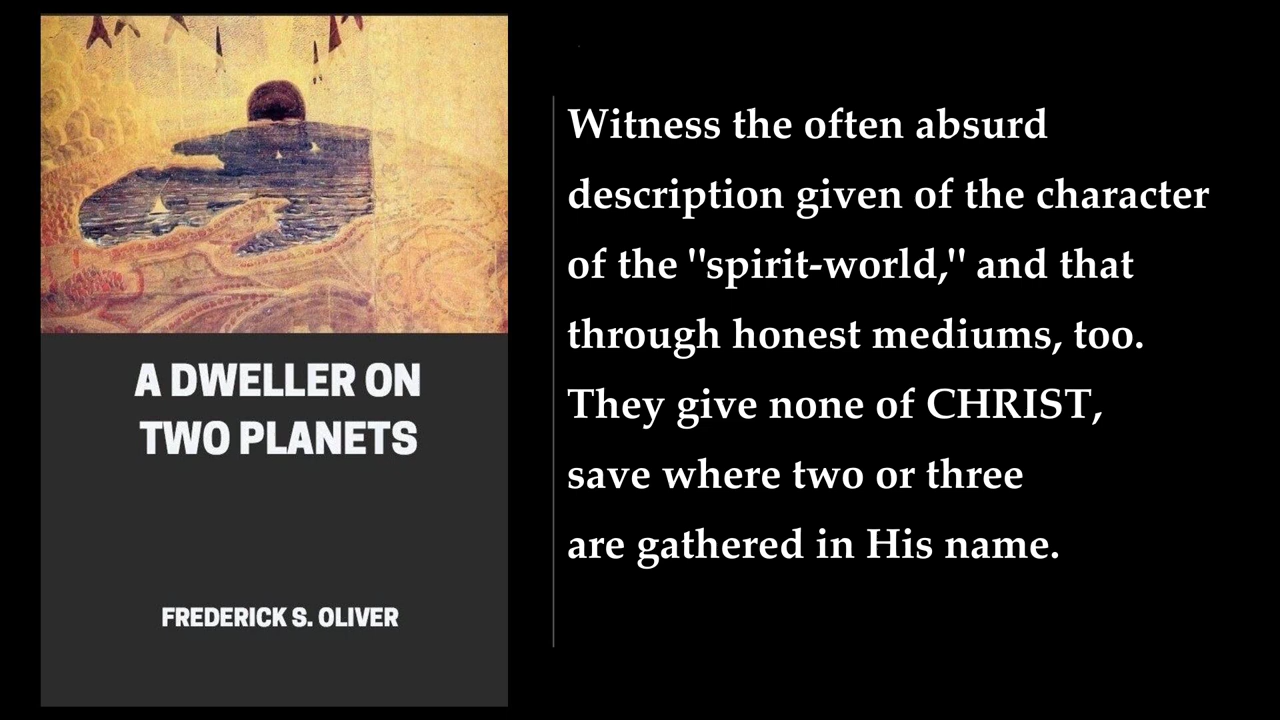 A DWELLER ON
TWO PLANETS
FREDERICK S. OLIVER
Witness the often absurd
description given of the character
of the "spirit-world," and that
through honest mediums, too.
They give none of CHRIST,
save where two or three
are gathered in His name.